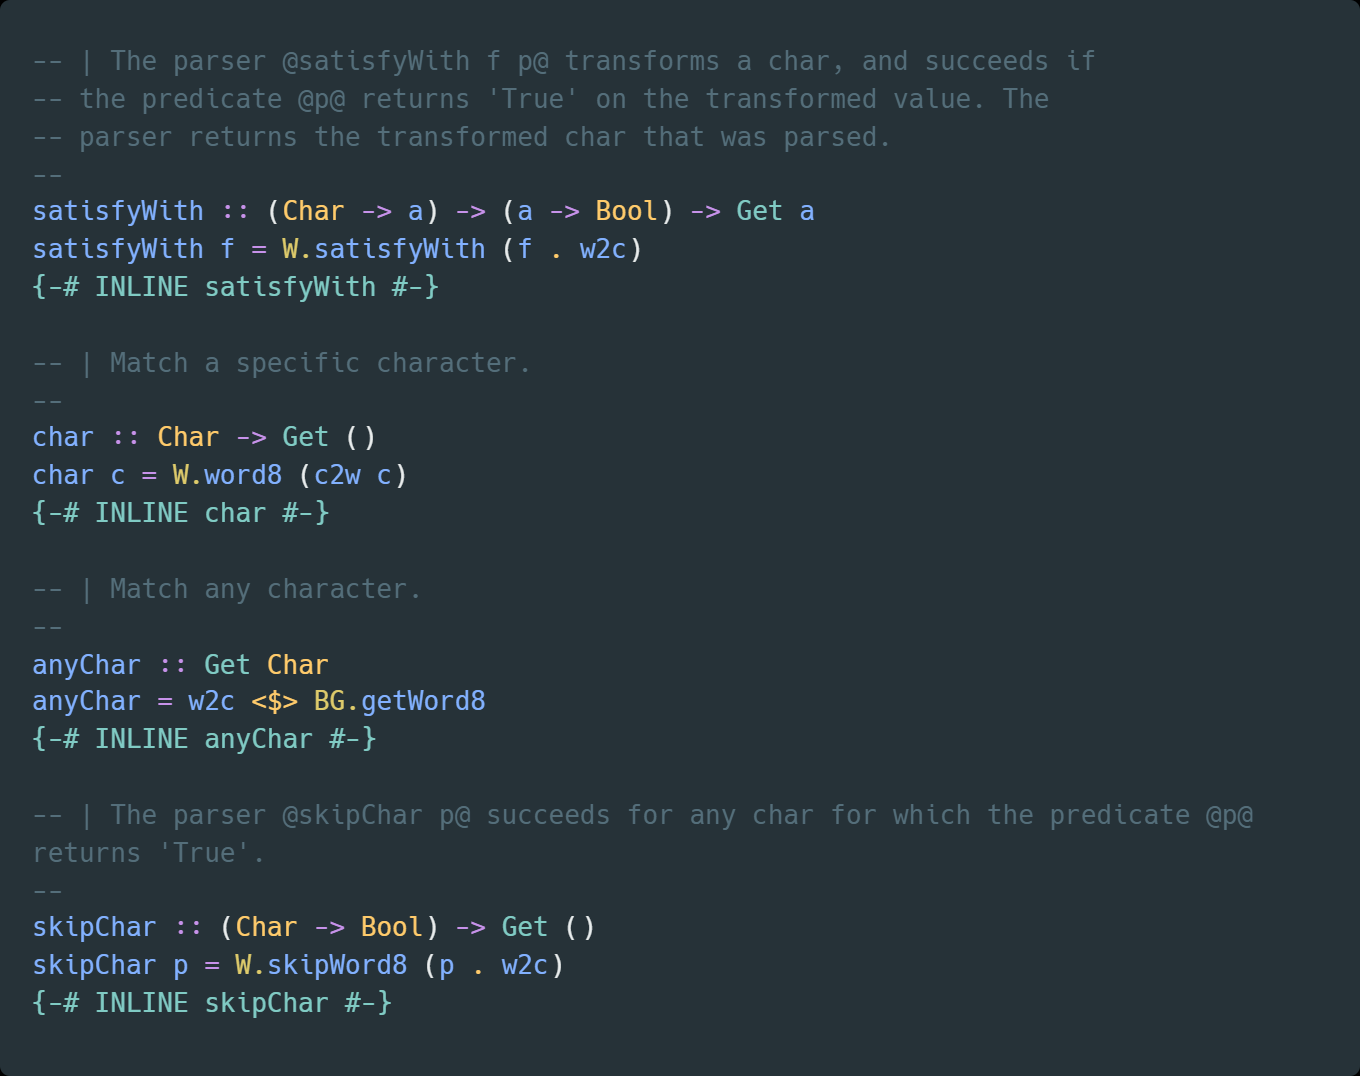 -- | The parser @satisfyWith f p@ transforms a char, and succeeds if
-- the predicate @p@ returns 'True' on the transformed value. The
-- parser returns the transformed char that was parsed.
--
satisfyWith :: (Char -> a) -> (a -> Bool) -> Get a
satisfyWith f = W.satisfyWith (f . w2c)
{-# INLINE satisfyWith #-}

-- | Match a specific character.
--
char :: Char -> Get ()
char c = W.word8 (c2w c)
{-# INLINE char #-}

-- | Match any character.
--
anyChar :: Get Char
anyChar = w2c <$> BG.getWord8
{-# INLINE anyChar #-}

-- | The parser @skipChar p@ succeeds for any char for which the predicate @p@
returns 'True'.
--
skipChar :: (Char -> Bool) -> Get ()
skipChar p = W.skipWord8 (p . w2c)
{-# INLINE skipChar #-}